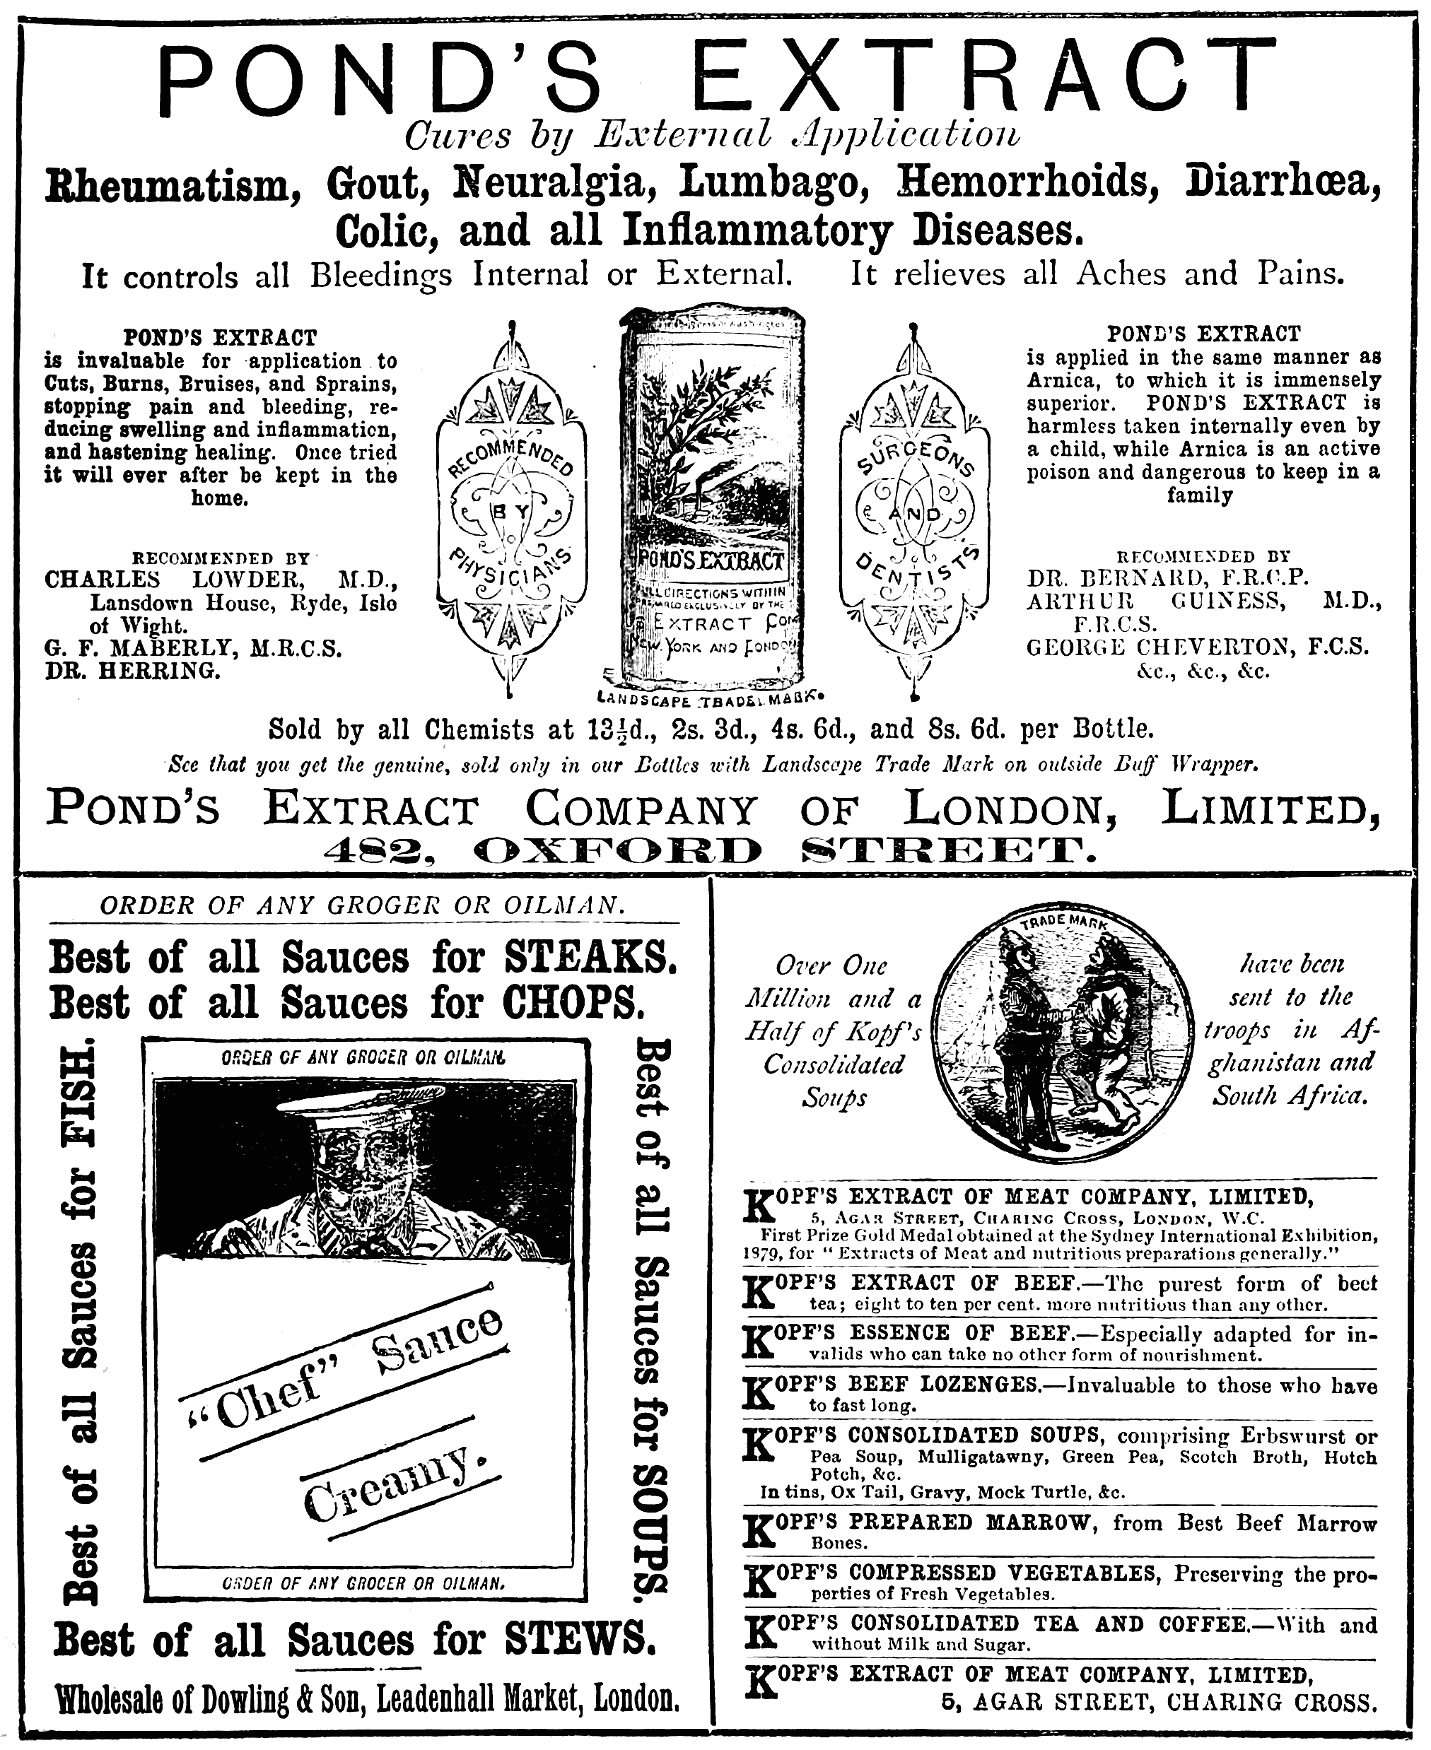 POND'S EXTRACT
Cures by External Application
Rheumatism, Gout, Neuralgia, Lumbago, Hemorrhoids, Diarrhœa,
Colic, and all Inflammatory Diseases.
It controls all Bleedings Internal or External. It relieves all Aches and Pains.
POND'S EXTRACT
is invaluable for application to
Cuts, Burns, Bruises, and Sprains,
stopping pain and bleeding, re-
ducing swelling and inflammation,
and hastening healing. Once tried
it will ever after be kept in the
home.
RECOMMENDED BY
CHARLES LOWDER, M.D.,
Lansdown House, Ryde, Isle
of Wight.
G. F. MABERLY, M.R.C.S.
DR. HERRING.
RECOMMENDED
BY
PHYSICIANS
POND'S EXTRACT
FULL DIRECTIONS WITHIN
EXCLUSIVELY BY THE
EXTRACT CO
NEW YORK AND LONDON
LANDSCAPE TRADE MARK.
SURGEONS
AND
DENTISTS
POND'S EXTRACT
is applied in the same manner as
Arnica, to which it is immensely
superior. POND'S EXTRACT is
harmless taken internally even by
a child, while Arnica is an active
poison and dangerous to keep in a
family
RECOMMENDED BY
DR. BERNARD, F.R.C.P.
ARTHUR GUINESS, M.D.,
F.R.C.S.
GEORGE CHEVERTON, F.C.S.
&c., &c., &c.
Sold by all Chemists at 13½d., 2s. 3d., 4s. 6d., and 8s. 6d. per Bottle.
See that you get the genuine, sold only in our Bottles with Landscape Trade Mark on outside Buff Wrapper.
POND'S EXTRACT COMPANY OF LONDON, LIMITED,
482, OXFORD STREET.
ORDER OF ANY GROGER OR OILMAN.
Best of all Sauces for STEAKS.
Best of all Sauces for CHOPS.
Best of all Sauces for FISH.
ORDER OF ANY GROCER OR OILMAN.
"Chef" Sauce
Creamy.
ORDER OF ANY GROCER OR OILMAN.
Best of all Sauces for SOUPS.
Best of all Sauces for STEWS.
Wholesale of Dowling & Son, Leadenhall Market, London.
Over One
Million and a
Half of Kopf's
Consolidated
Soups
TRADE MARK
have been
sent to the
troops in Af-
ghanistan and
South Africa.
KOPF'S EXTRACT OF MEAT COMPANY, LIMITED,
5, AGAR STREET, CHARING CROSS, LONDON, W.C.
First Prize Gold Medal obtained at the Sydney International Exhibition,
1879, for "Extracts of Meat and nutritious preparations generally."
KOPF'S EXTRACT OF BEEF.—The purest form of beef
tea; eight to ten per cent. more nutritious than any other.
KOPF'S ESSENCE OF BEEF.—Especially adapted for in-
valids who can take no other form of nourishment.
KOPF'S BEEF LOZENGES.—Invaluable to those who have
to fast long.
KOPF'S CONSOLIDATED SOUPS, comprising Erbswurst or
Pea Soup, Mulligatawny, Green Pea, Scotch Broth, Hotch
Potch, &c.
In tins, Ox Tail, Gravy, Mock Turtle, &c.
KOPF'S PREPARED MARROW, from Best Beef Marrow
Bones.
KOPF'S COMPRESSED VEGETABLES, Preserving the pro-
perties of Fresh Vegetables.
KOPF'S CONSOLIDATED TEA AND COFFEE.—With and
without Milk and Sugar.
KOPF'S EXTRACT OF MEAT COMPANY, LIMITED,
5, AGAR STREET, CHARING CROSS.